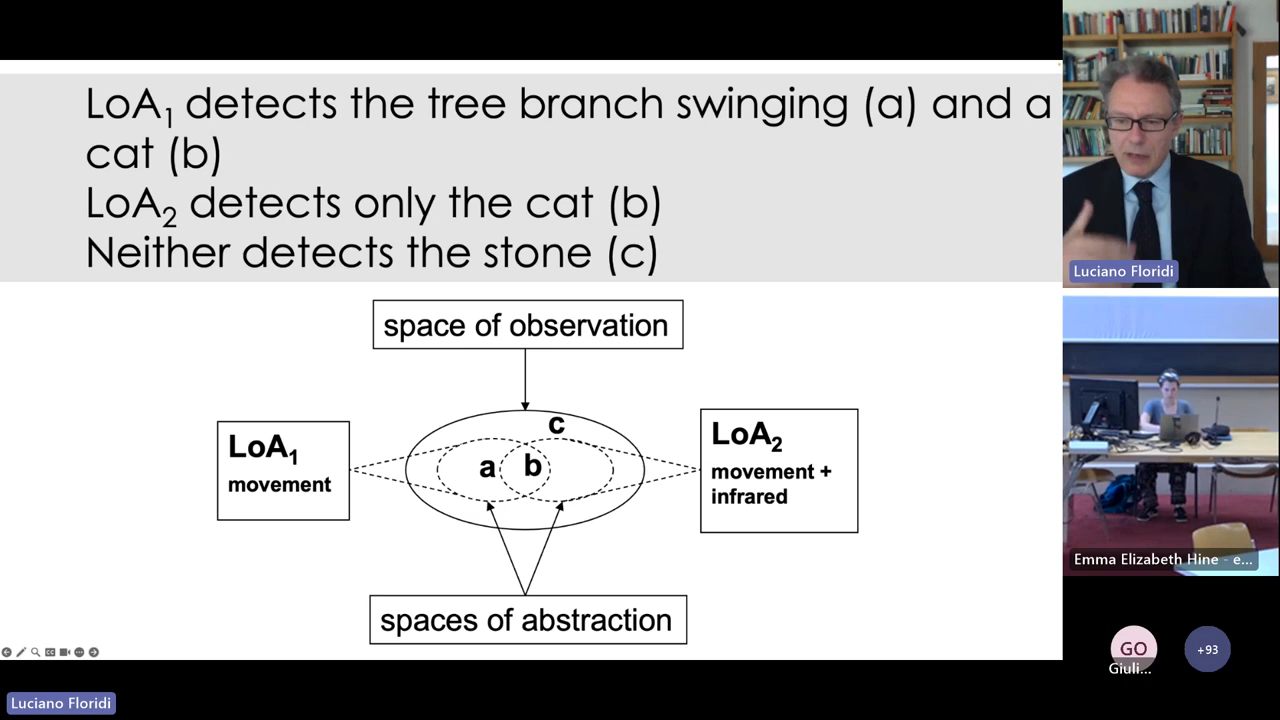 LoA₁ detects the tree branch swinging (a) and a
cat (b)
LoA₂ detects only the cat (b)
Neither detects the stone (c)
space of observation
LoA₁
movement
a
b
c
LoA₂
movement +
infrared
spaces of abstraction
Luciano Floridi
Luciano Floridi
Emma Elizabeth Hine - e...
GO
Giuli...
+93